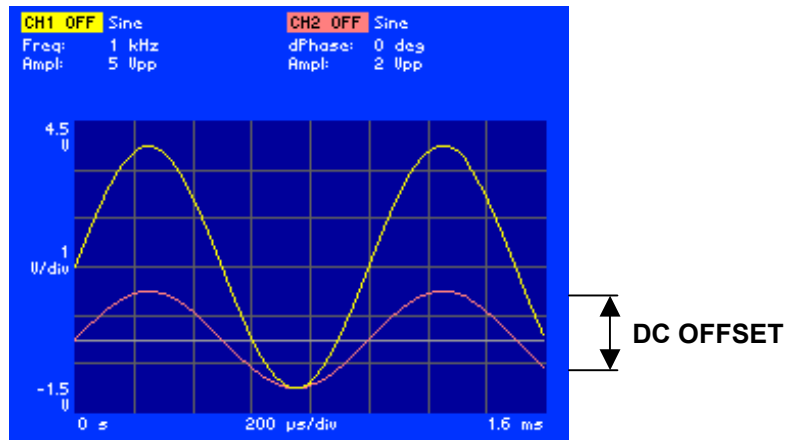 CH1 OFF Sine CH2 OFF Sine
Freq: 1 kHz dPhase: 0 deg
Ampl: 5 Vpp Ampl: 2 Vpp
4.5
V
1
V/div
DC OFFSET
-1.5
V
0 s 200 µs/div 1.6 ms